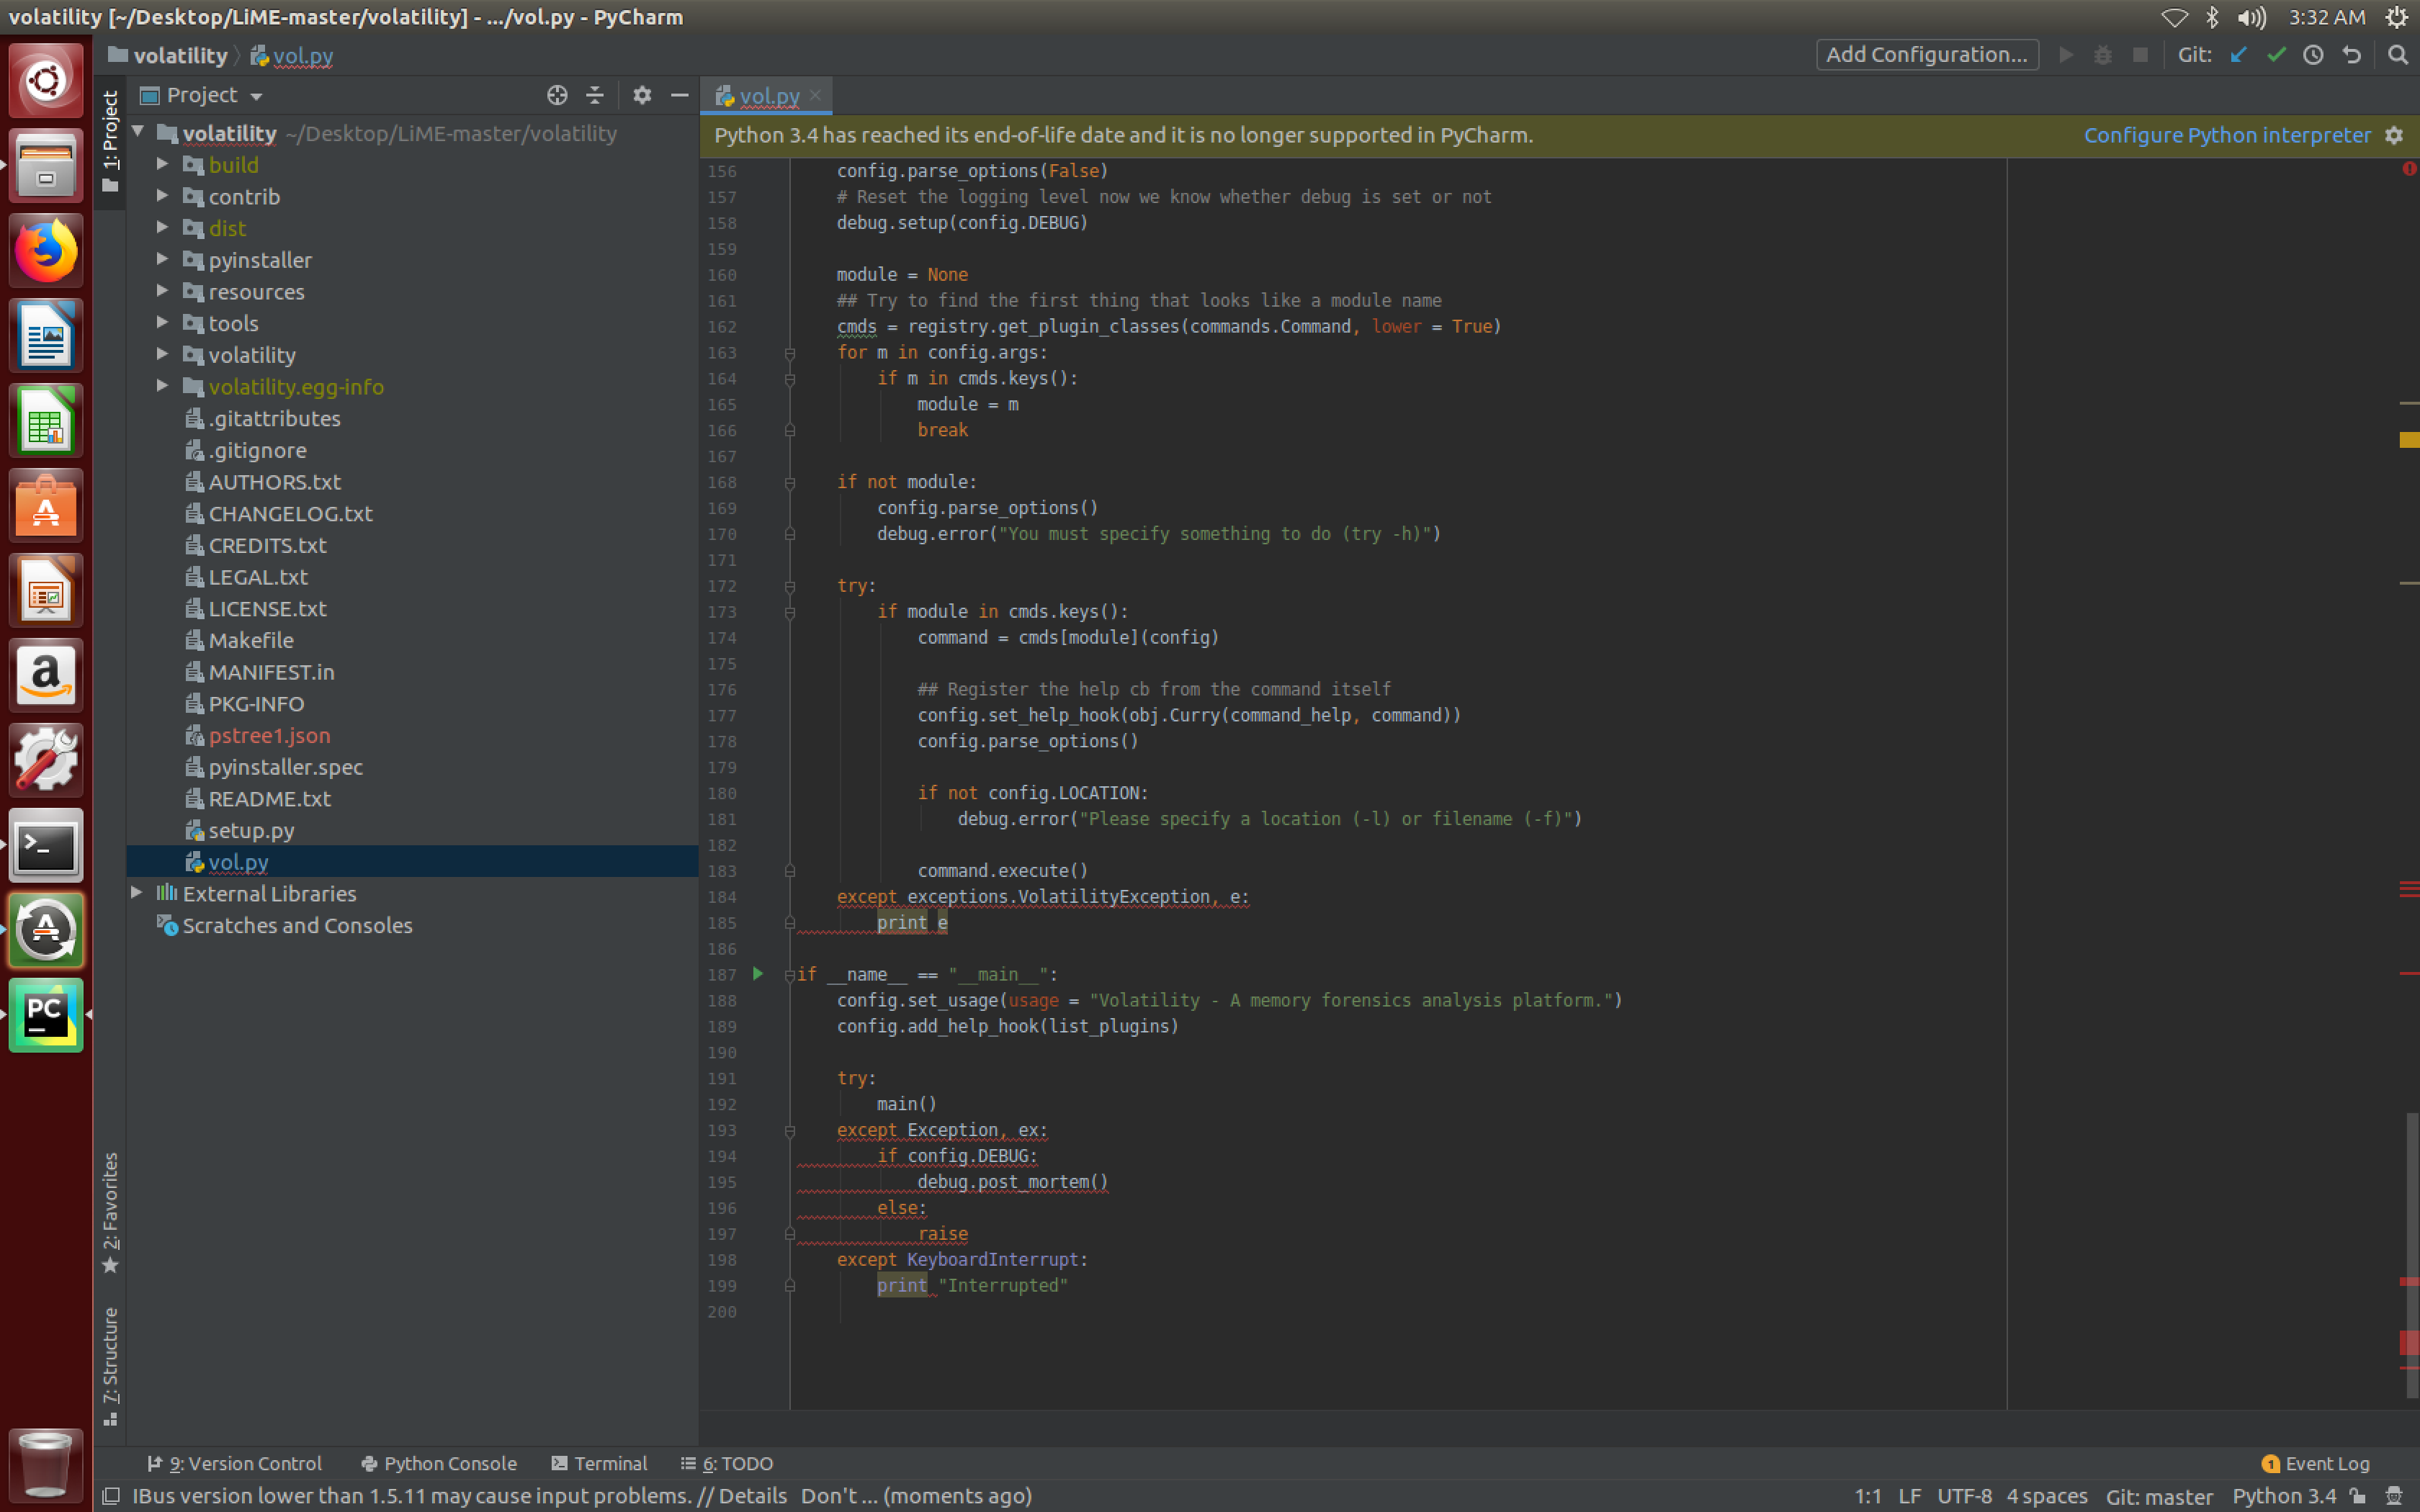 volatility [~/Desktop/LiME-master/volatility] - .../vol.py - PyCharm
3:32 AM
volatility
vol.py
Add Configuration...
Git:
Project
vol.py
Python 3.4 has reached its end-of-life date and it is no longer supported in PyCharm.
Configure Python interpreter
1: Project
2: Favorites
7: Structure
volatility ~/Desktop/LiME-master/volatility
build
contrib
dist
pyinstaller
resources
tools
volatility
volatility.egg-info
.gitattributes
.gitignore
AUTHORS.txt
CHANGELOG.txt
CREDITS.txt
LEGAL.txt
LICENSE.txt
Makefile
MANIFEST.in
PKG-INFO
pstree1.json
pyinstaller.spec
README.txt
setup.py
vol.py
External Libraries
Scratches and Consoles
a
PC
156 config.parse_options(False)
157 # Reset the logging level now we know whether debug is set or not
158 debug.setup(config.DEBUG)
159
160 module = None
161 ## Try to find the first thing that looks like a module name
162 cmds = registry.get_plugin_classes(commands.Command, lower = True)
163 for m in config.args:
164 if m in cmds.keys():
165 module = m
166 break
167
168 if not module:
169 config.parse_options()
170 debug.error("You must specify something to do (try -h)")
171
172 try:
173 if module in cmds.keys():
174 command = cmds[module](config)
175
176 ## Register the help cb from the command itself
177 config.set_help_hook(obj.Curry(command_help, command))
178 config.parse_options()
179
180 if not config.LOCATION:
181 debug.error("Please specify a location (-l) or filename (-f)")
182
183 command.execute()
184 except exceptions.VolatilityException, e:
185 print e
186
187 if __name__ == "__main__":
188 config.set_usage(usage = "Volatility - A memory forensics analysis platform.")
189 config.add_help_hook(list_plugins)
190
191 try:
192 main()
193 except Exception, ex:
194 if config.DEBUG:
195 debug.post_mortem()
196 else:
197 raise
198 except KeyboardInterrupt:
199 print "Interrupted"
200
9: Version Control
Python Console
Terminal
6: TODO
1 Event Log
IBus version lower than 1.5.11 may cause input problems. // Details Don't ... (moments ago)
1:1 LF UTF-8 4 spaces Git: master Python 3.4